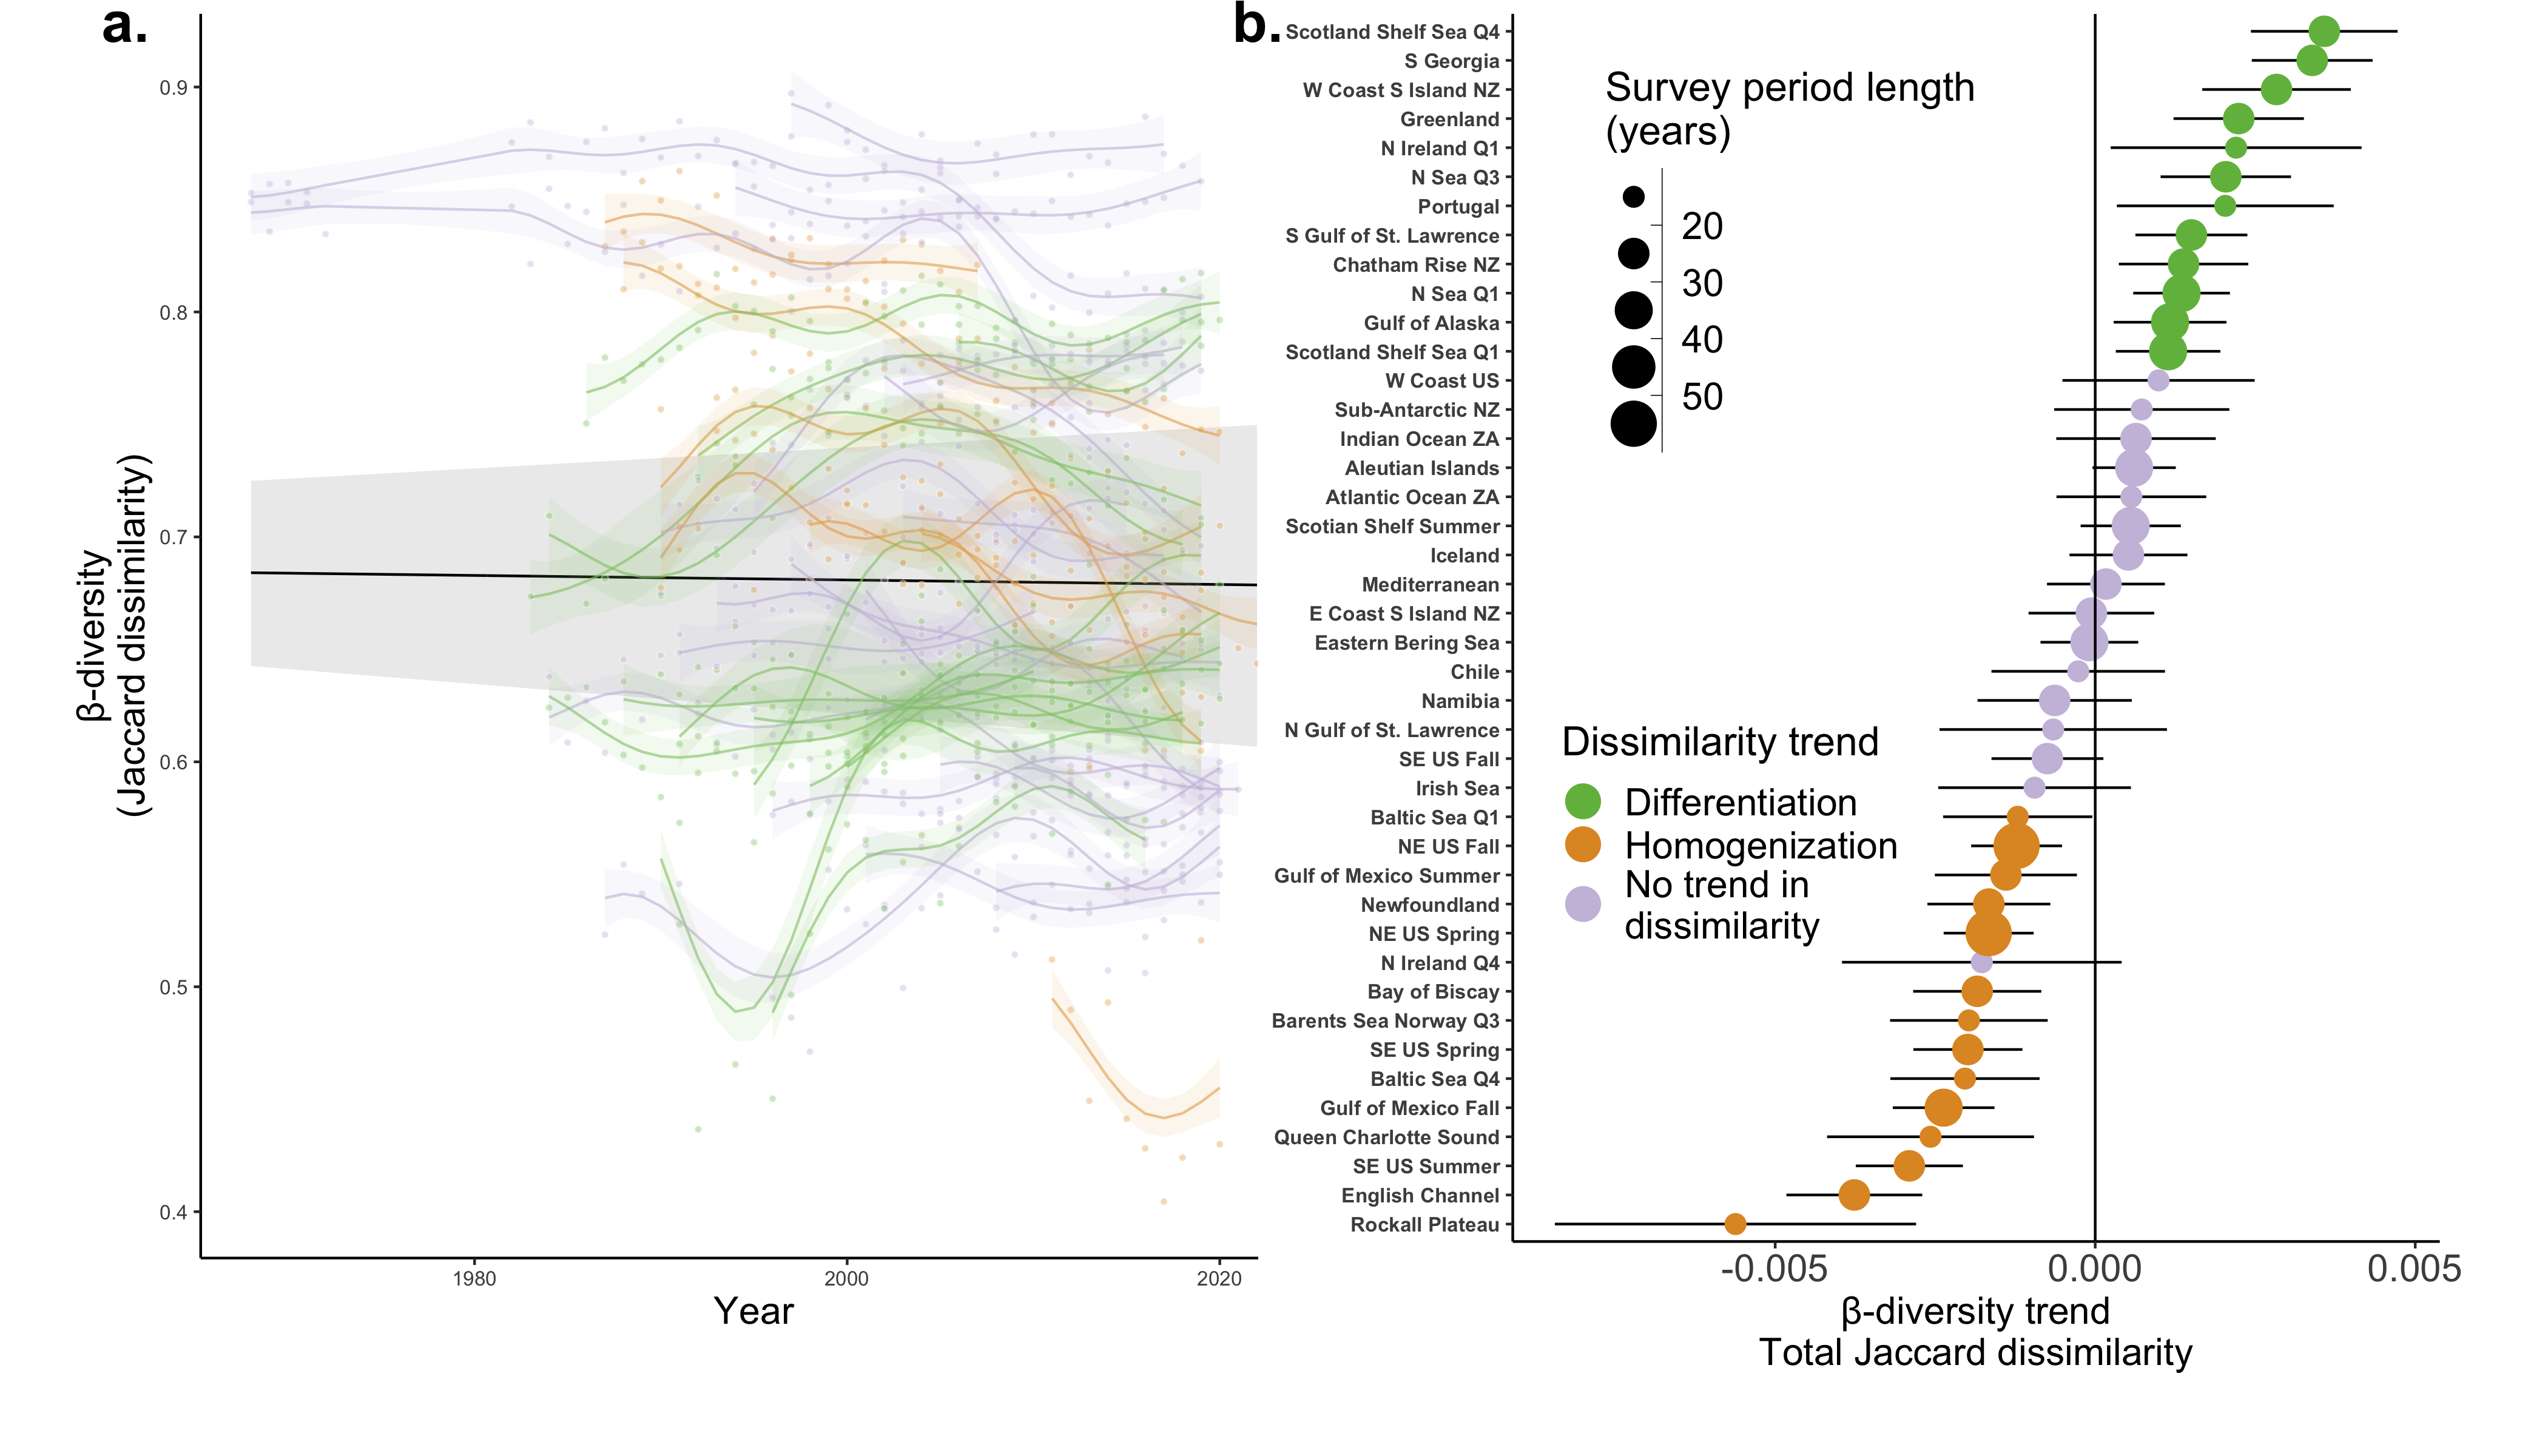 a.
0.9
0.8
0.7
0.6
0.5
0.4
β-diversity
(Jaccard dissimilarity)
1980
2000
2020
Year
b.
Scotland Shelf Sea Q4
S Georgia
W Coast S Island NZ
Greenland
N Ireland Q1
N Sea Q3
Portugal
S Gulf of St. Lawrence
Chatham Rise NZ
N Sea Q1
Gulf of Alaska
Scotland Shelf Sea Q1
W Coast US
Sub-Antarctic NZ
Indian Ocean ZA
Aleutian Islands
Atlantic Ocean ZA
Scotian Shelf Summer
Iceland
Mediterranean
E Coast S Island NZ
Eastern Bering Sea
Chile
Namibia
N Gulf of St. Lawrence
SE US Fall
Irish Sea
Baltic Sea Q1
NE US Fall
Gulf of Mexico Summer
Newfoundland
NE US Spring
N Ireland Q4
Bay of Biscay
Barents Sea Norway Q3
SE US Spring
Baltic Sea Q4
Gulf of Mexico Fall
Queen Charlotte Sound
SE US Summer
English Channel
Rockall Plateau
Survey period length
(years)
20
30
40
50
Dissimilarity trend
Differentiation
Homogenization
No trend in
dissimilarity
-0.005
0.000
0.005
β-diversity trend
Total Jaccard dissimilarity